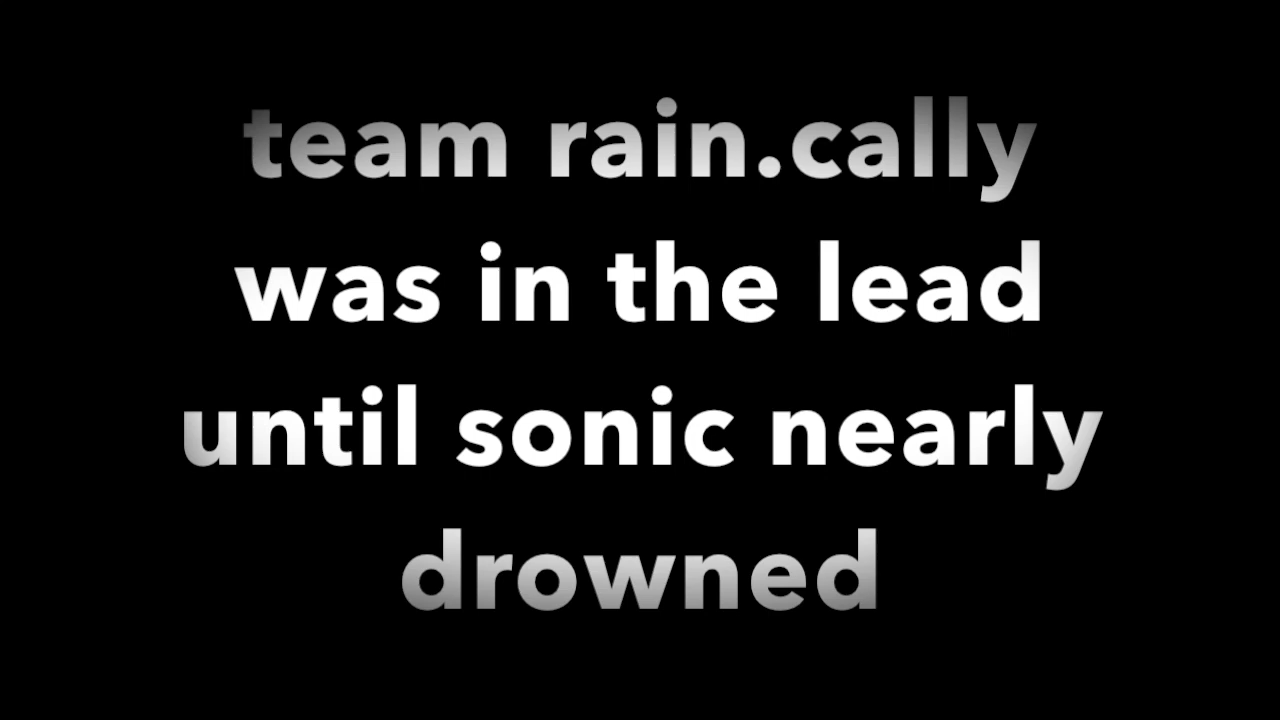 team rain.cally
was in the lead
until sonic nearly
drowned